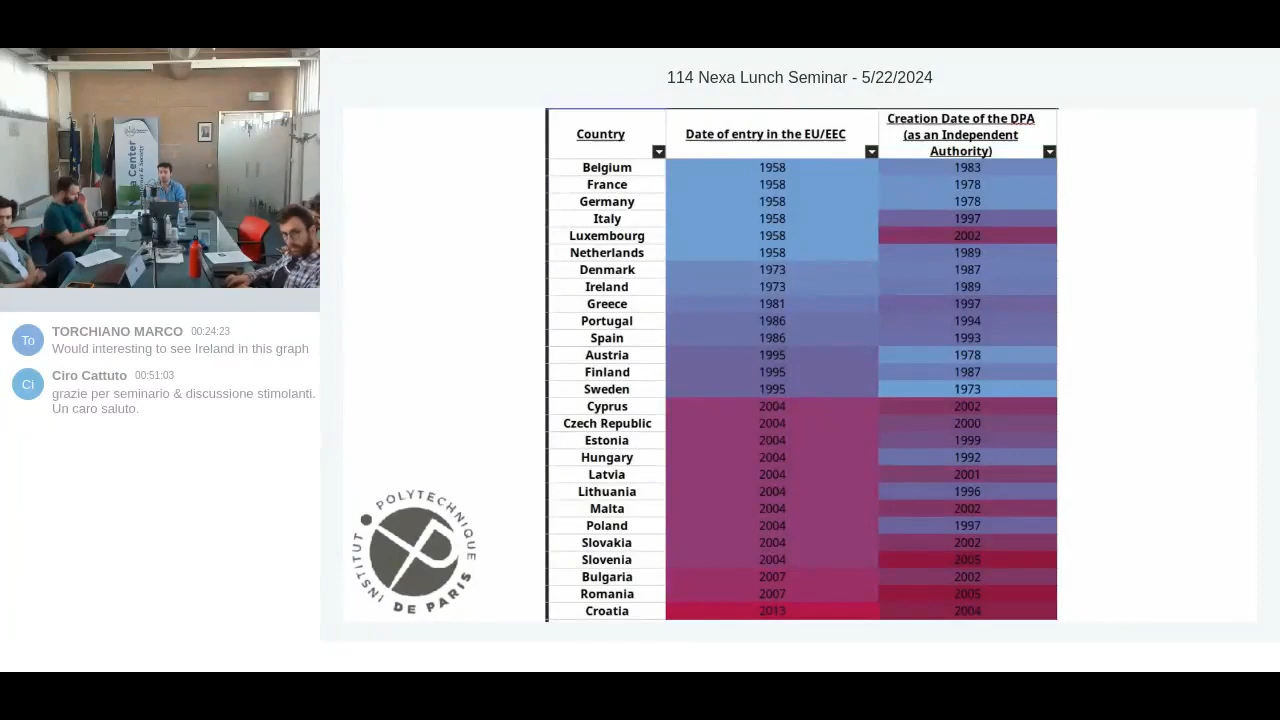 114 Nexa Lunch Seminar - 5/22/2024
Country Date of entry in the EU/EEC Creation Date of the DPA (as an Independent Authority)
Belgium 1958 1983
France 1958 1978
Germany 1958 1978
Italy 1958 1997
Luxembourg 1958 2002
Netherlands 1958 1989
Denmark 1973 1987
Ireland 1973 1989
Greece 1981 1997
Portugal 1986 1994
Spain 1986 1993
Austria 1995 1978
Finland 1995 1987
Sweden 1995 1973
Cyprus 2004 2002
Czech Republic 2004 2000
Estonia 2004 1999
Hungary 2004 1992
Latvia 2004 2001
Lithuania 2004 1996
Malta 2004 2002
Poland 2004 1997
Slovakia 2004 2002
Slovenia 2004 2005
Bulgaria 2007 2002
Romania 2007 2005
Croatia 2013 2004
INSTITUT POLYTECHNIQUE DE PARIS
To
TORCHIANO MARCO 00:24:23
Would interesting to see Ireland in this graph
Ci
Ciro Cattuto 00:51:03
grazie per seminario & discussione stimolanti.
Un caro saluto.
a Center